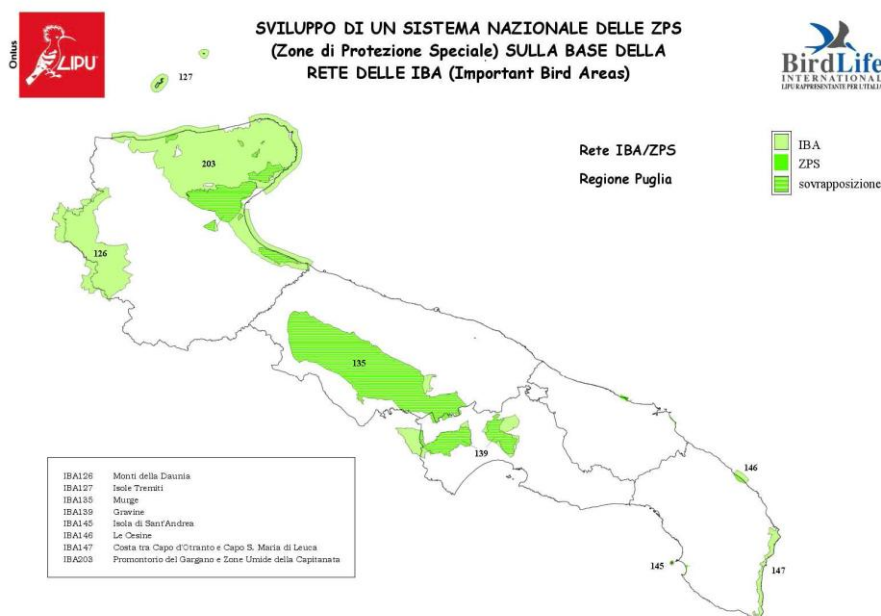 Onlus
LIPU
SVILUPPO DI UN SISTEMA NAZIONALE DELLE ZPS
(Zone di Protezione Speciale) SULLA BASE DELLA
RETE DELLE IBA (Important Bird Areas)
BirdLife
INTERNATIONAL
LIPU RAPPRESENTANTE PER L'ITALIA
Rete IBA/ZPS
Regione Puglia
IBA
ZPS
sovrapposizione
127
203
126
135
139
146
145
147
IBA126 Monti della Daunia
IBA127 Isole Tremiti
IBA135 Murge
IBA139 Gravine
IBA145 Isola di Sant'Andrea
IBA146 Le Cesine
IBA147 Costa tra Capo d'Otranto e Capo S. Maria di Leuca
IBA203 Promontorio del Gargano e Zone Umide della Capitanata